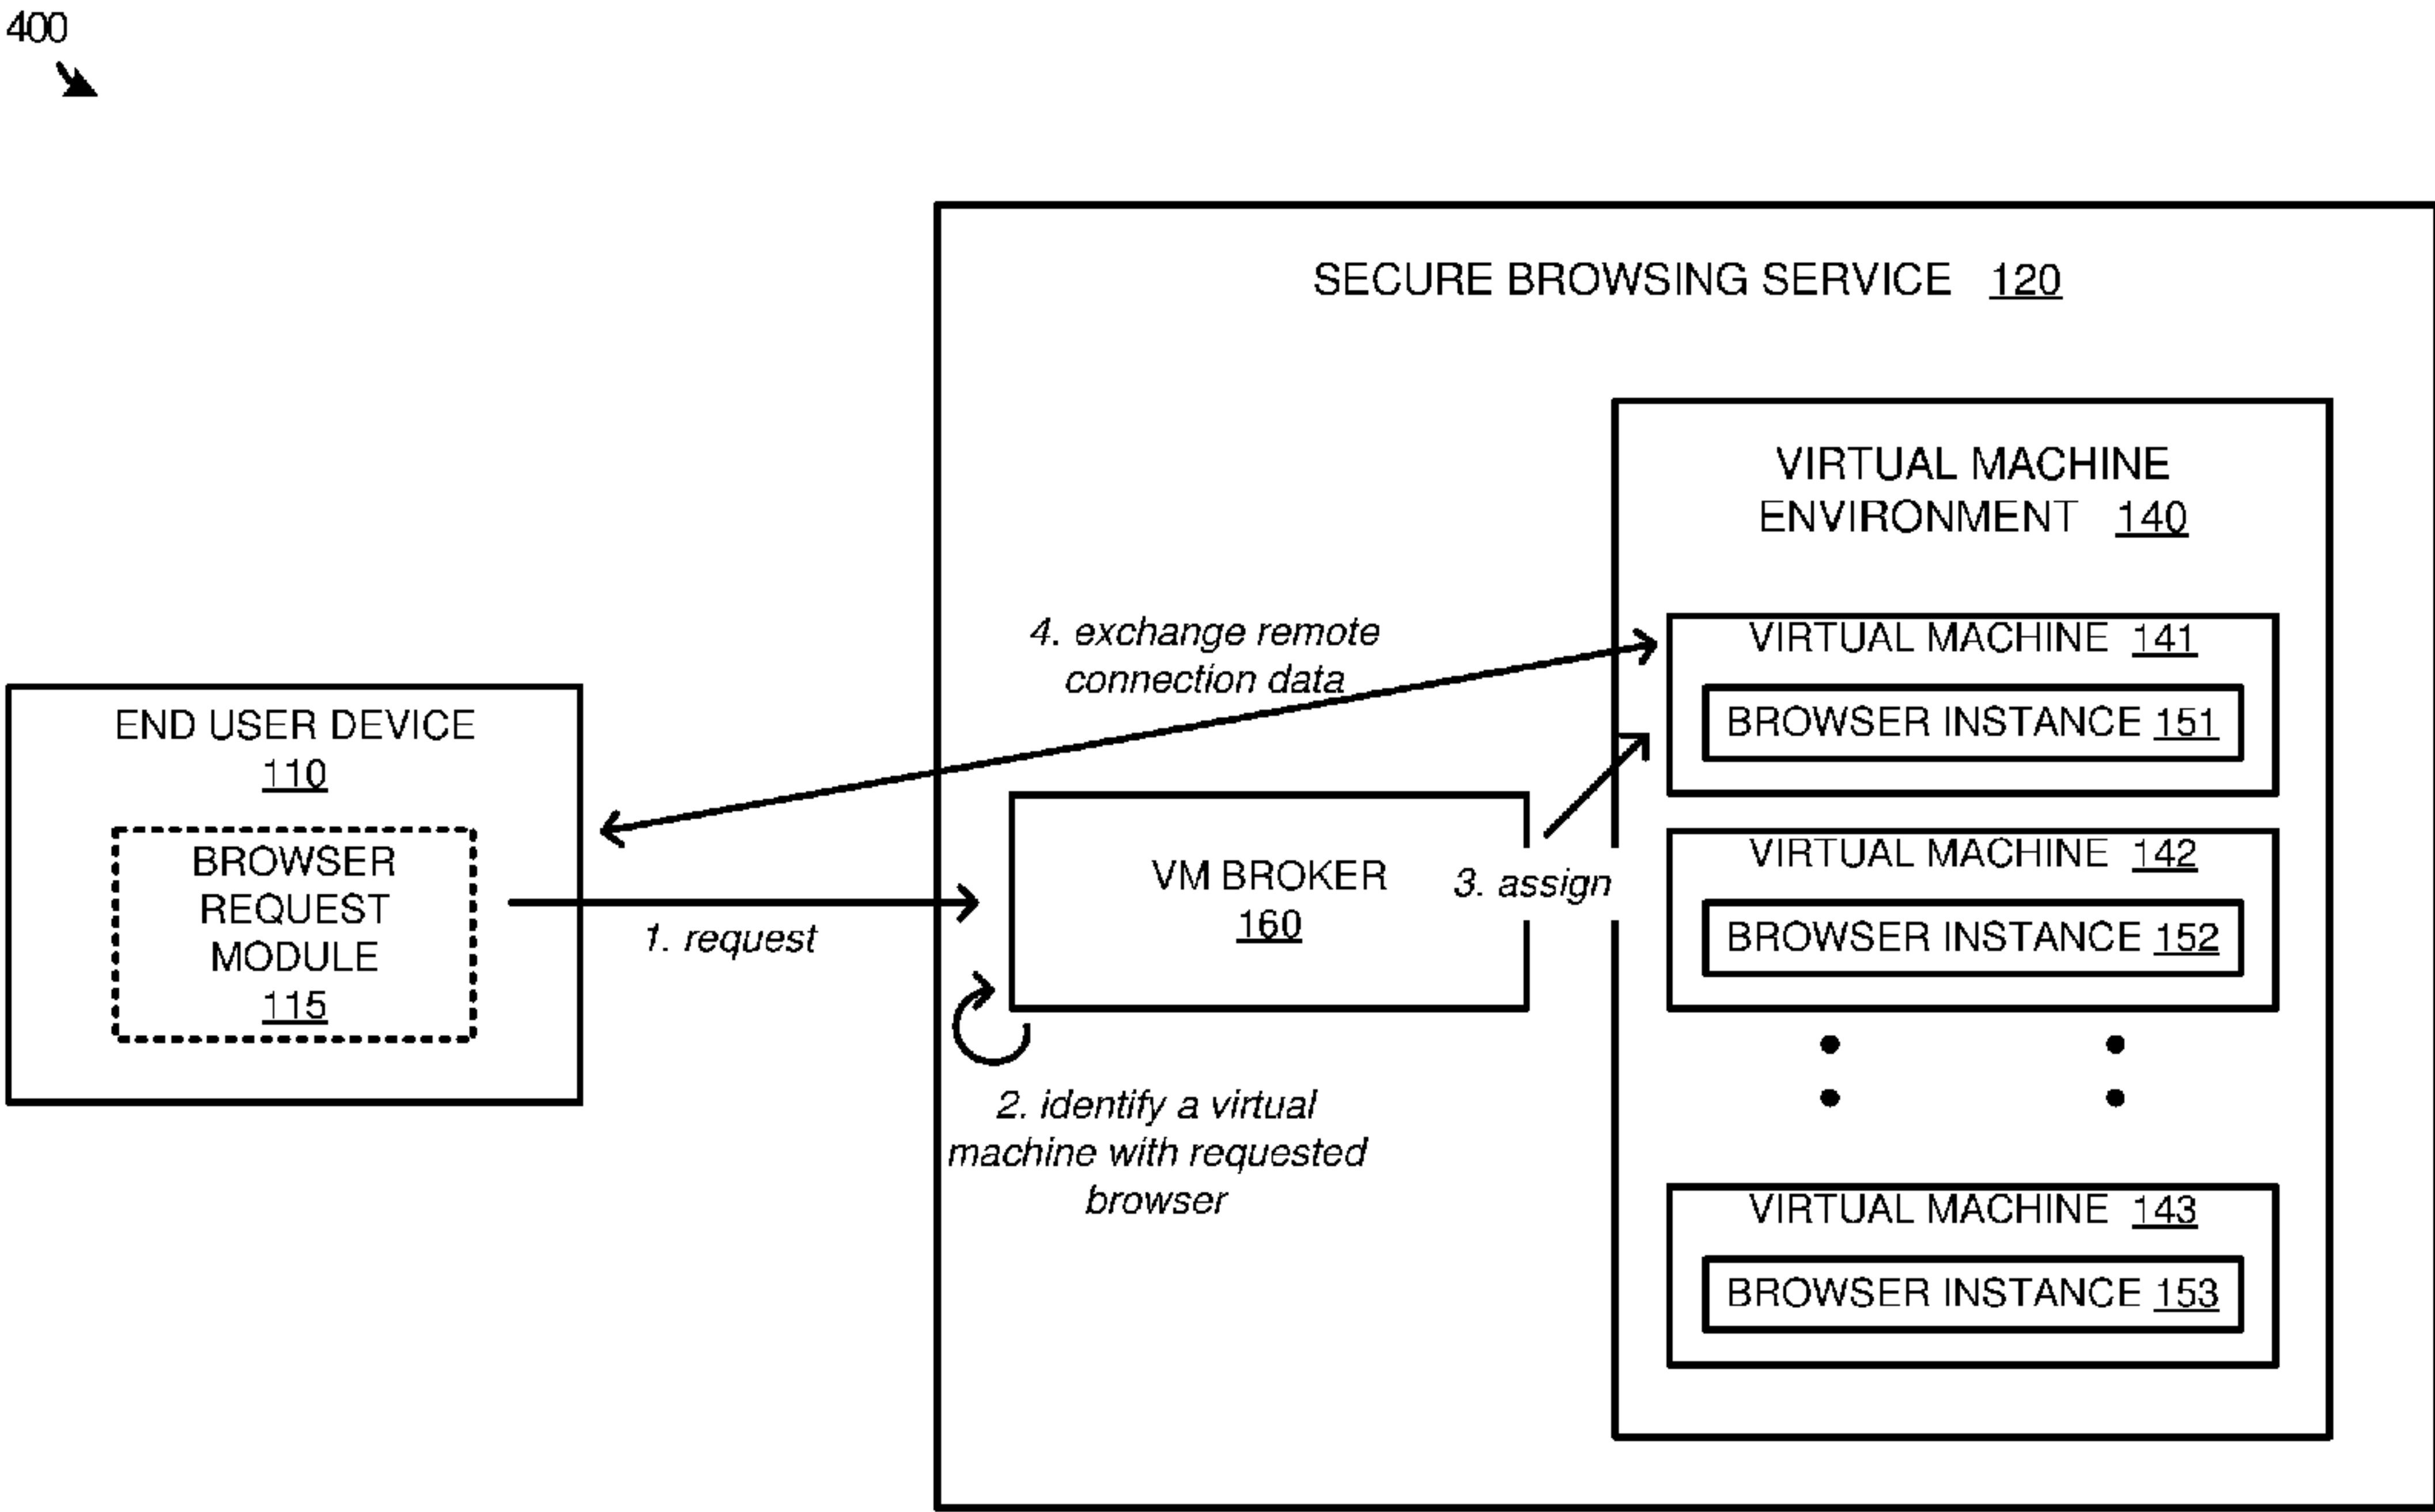 400
SECURE BROWSING SERVICE 120
VIRTUAL MACHINE
ENVIRONMENT 140
4. exchange remote
connection data
VIRTUAL MACHINE 141
BROWSER INSTANCE 151
END USER DEVICE
110
BROWSER
REQUEST
MODULE
115
1. request
VM BROKER
160
3. assign
VIRTUAL MACHINE 142
BROWSER INSTANCE 152
2. identify a virtual
machine with requested
browser
VIRTUAL MACHINE 143
BROWSER INSTANCE 153